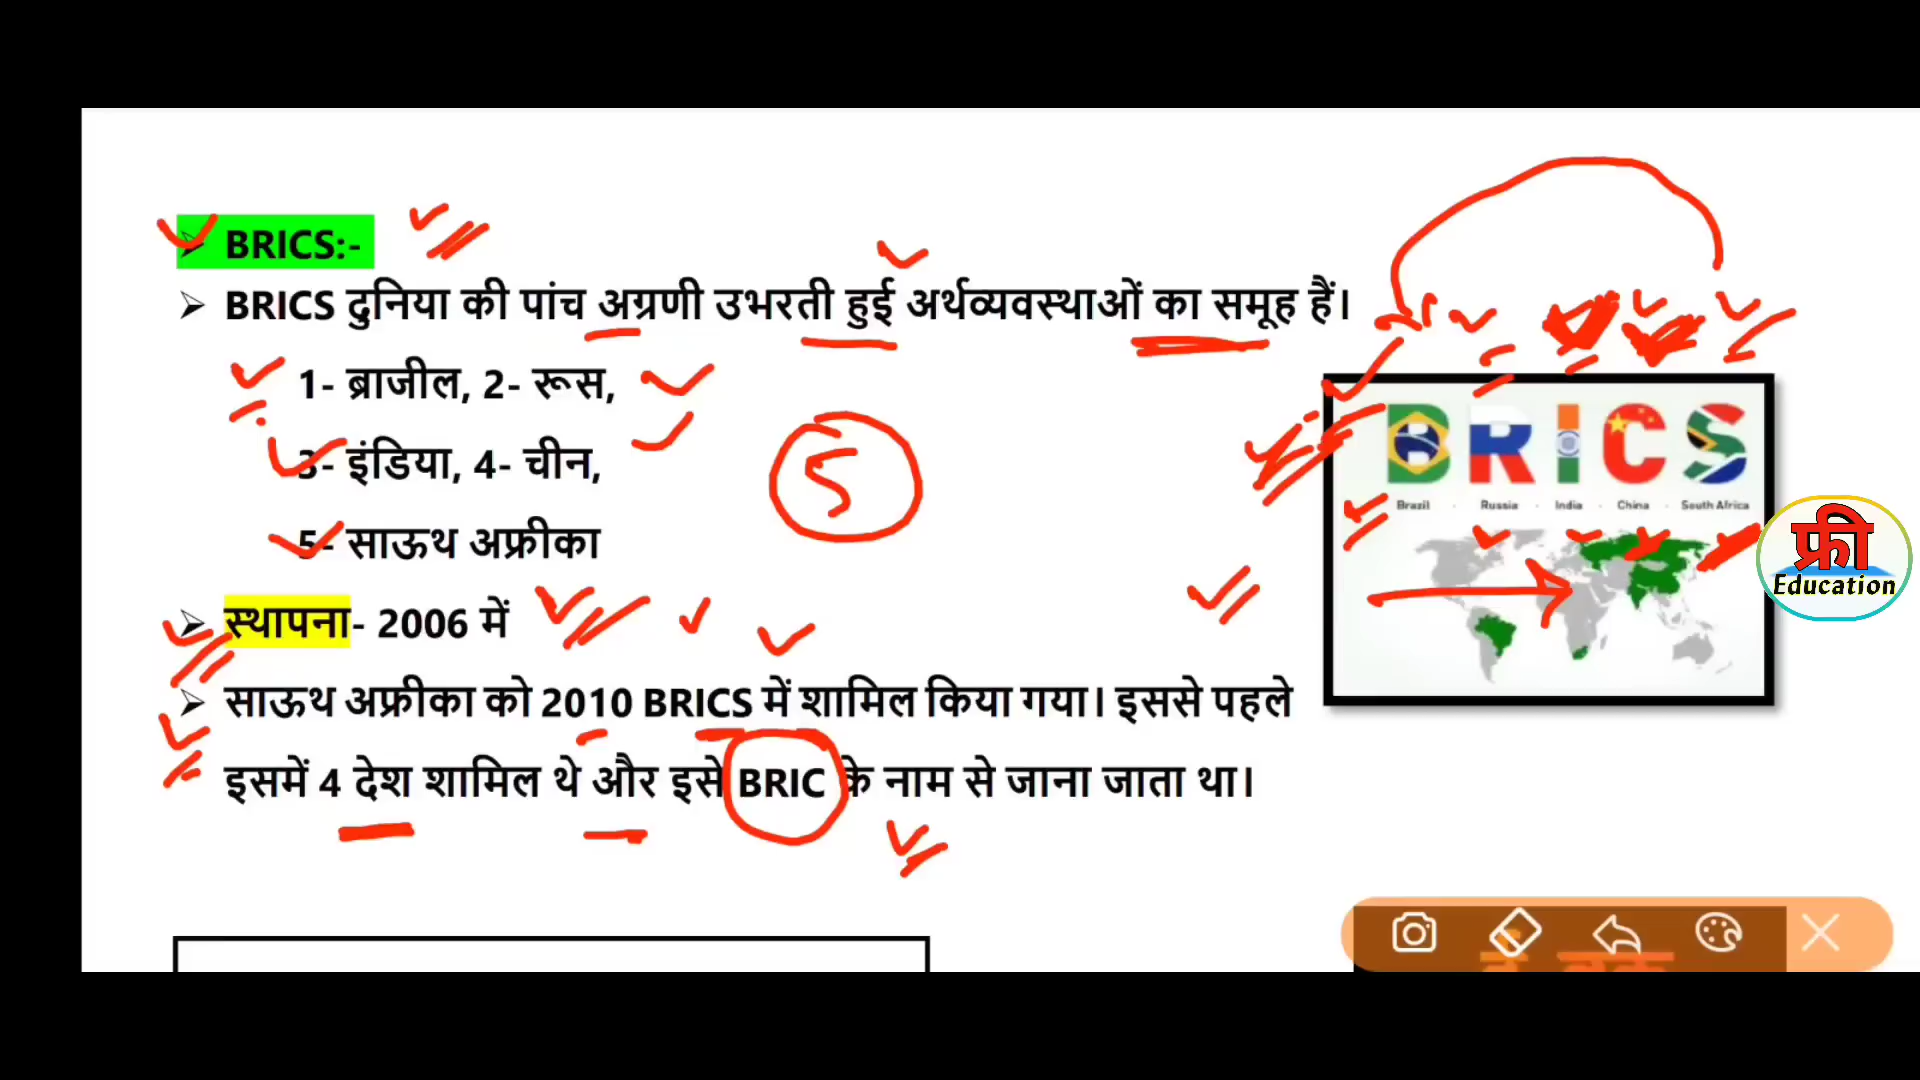 BRICS:-
BRICS दुनिया की पांच अग्रणी उभरती हुई अर्थव्यवस्थाओं का समूह हैं।
1- ब्राजील, 2- रूस,
3- इंडिया, 4- चीन,
5- साऊथ अफ्रीका
5
स्थापना- 2006 में
साऊथ अफ्रीका को 2010 BRICS में शामिल किया गया। इससे पहले
इसमें 4 देश शामिल थे और इसे BRIC के नाम से जाना जाता था।
BRICS
Brazil · Russia · India · China · South Africa
फ्री
Education